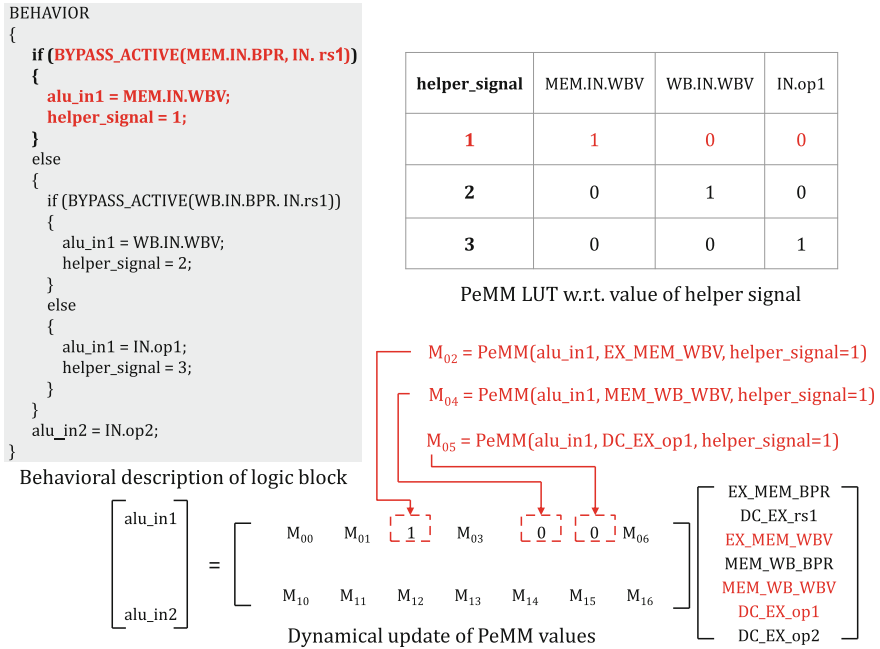 BEHAVIOR
{
if (BYPASS_ACTIVE(MEM.IN.BPR, IN. rs1))
{
alu_in1 = MEM.IN.WBV;
helper_signal = 1;
}
else
{
if (BYPASS_ACTIVE(WB.IN.BPR. IN.rs1))
{
alu_in1 = WB.IN.WBV;
helper_signal = 2;
}
else
{
alu_in1 = IN.op1;
helper_signal = 3;
}
}
alu_in2 = IN.op2;
}
Behavioral description of logic block
helper_signal MEM.IN.WBV WB.IN.WBV IN.op1
1 1 0 0
2 0 1 0
3 0 0 1
PeMM LUT w.r.t. value of helper signal
M02 = PeMM(alu_in1, EX_MEM_WBV, helper_signal=1)
M04 = PeMM(alu_in1, MEM_WB_WBV, helper_signal=1)
M05 = PeMM(alu_in1, DC_EX_op1, helper_signal=1)
alu_in1
alu_in2
=
M00 M01 1 M03 0 0 M06
M10 M11 M12 M13 M14 M15 M16
EX_MEM_BPR
DC_EX_rs1
EX_MEM_WBV
MEM_WB_BPR
MEM_WB_WBV
DC_EX_op1
DC_EX_op2
Dynamical update of PeMM values